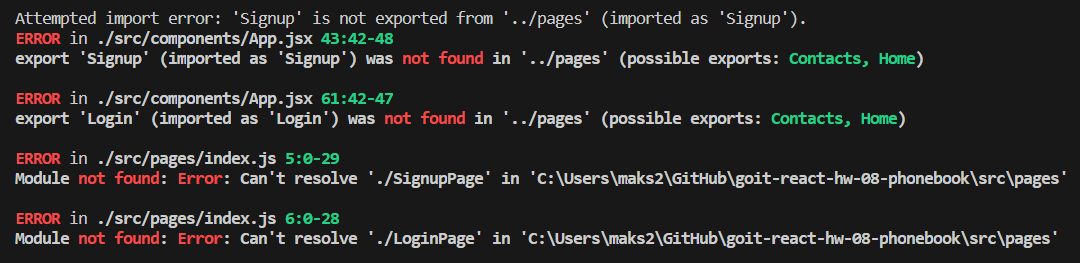 Attempted import error: 'Signup' is not exported from '../pages' (imported as 'Signup').
ERROR in ./src/components/App.jsx 43:42-48
export 'Signup' (imported as 'Signup') was not found in '../pages' (possible exports: Contacts, Home)
ERROR in ./src/components/App.jsx 61:42-47
export 'Login' (imported as 'Login') was not found in '../pages' (possible exports: Contacts, Home)
ERROR in ./src/pages/index.js 5:0-29
Module not found: Error: Can't resolve './SignupPage' in 'C:\Users\maks2\GitHub\goit-react-hw-08-phonebook\src\pages'
ERROR in ./src/pages/index.js 6:0-28
Module not found: Error: Can't resolve './LoginPage' in 'C:\Users\maks2\GitHub\goit-react-hw-08-phonebook\src\pages'